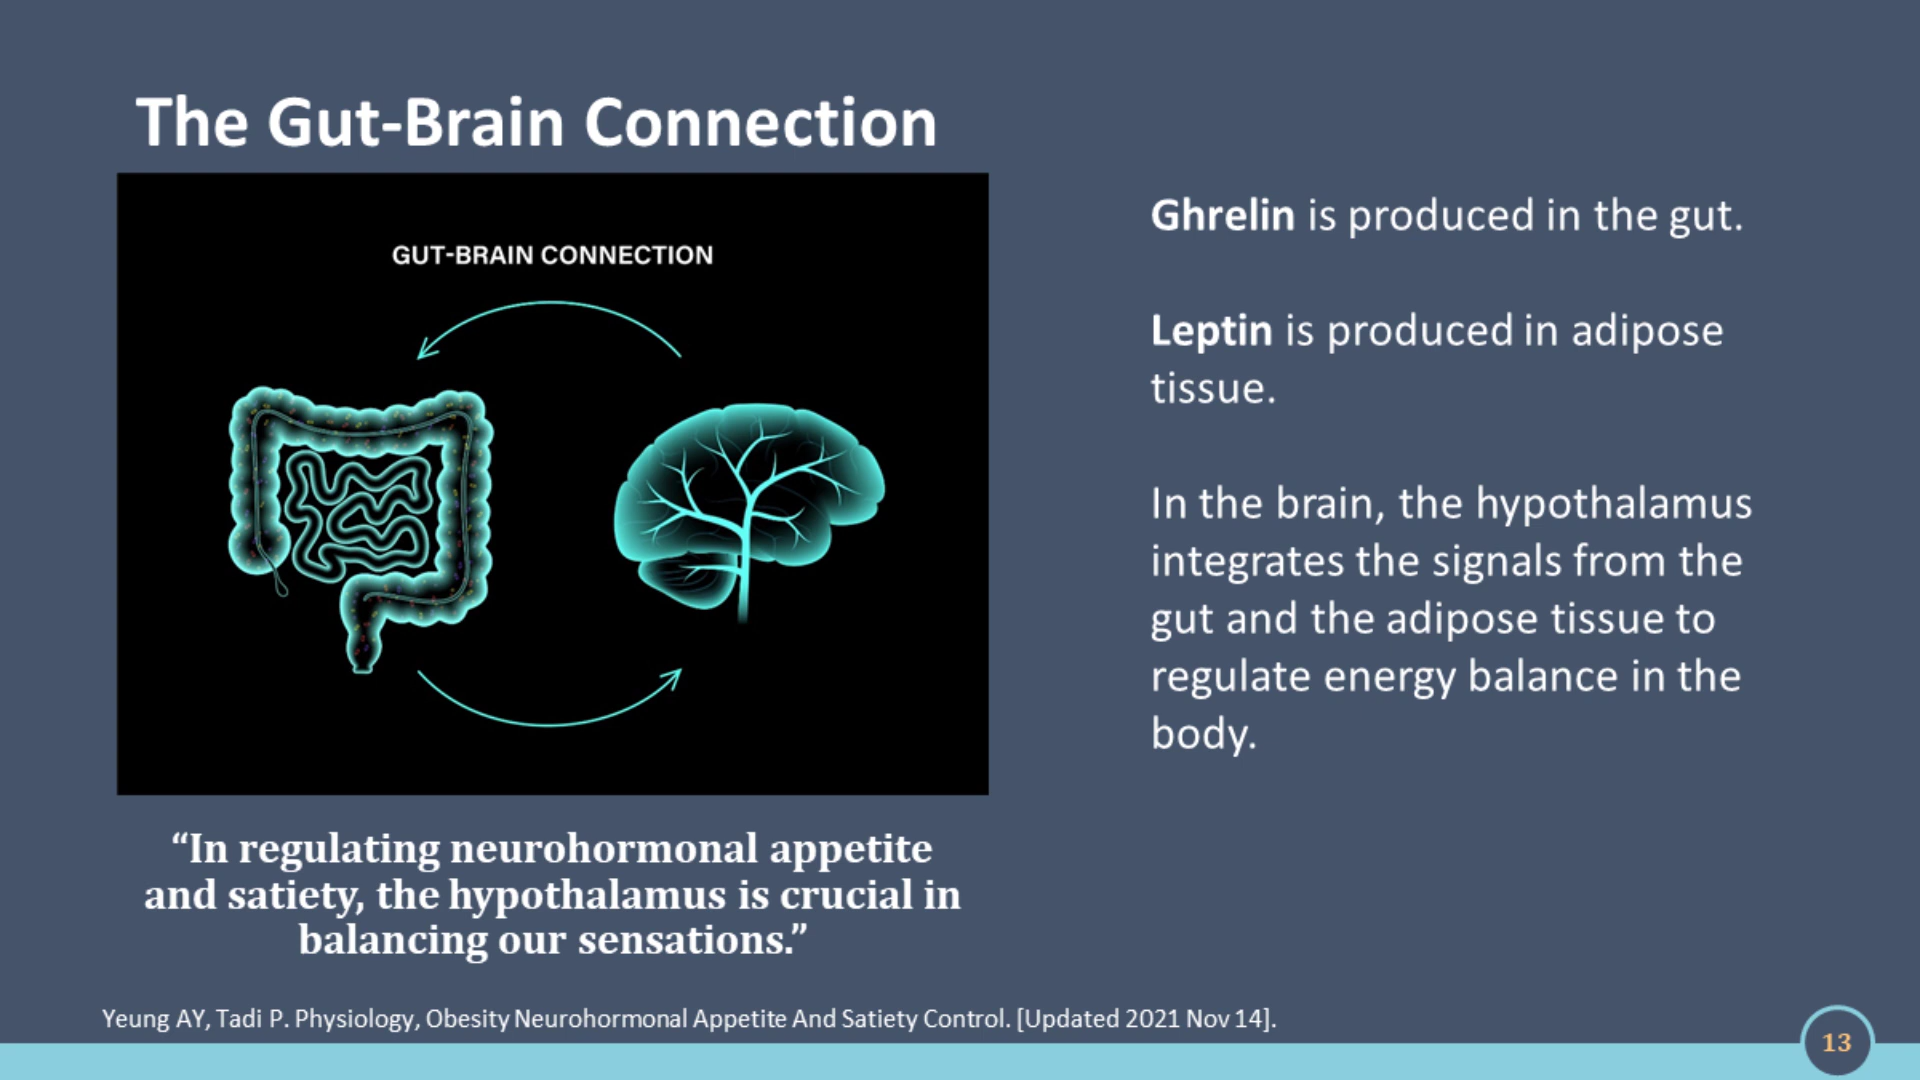 The Gut-Brain Connection
GUT-BRAIN CONNECTION
“In regulating neurohormonal appetite
and satiety, the hypothalamus is crucial in
balancing our sensations.”
Ghrelin is produced in the gut.
Leptin is produced in adipose
tissue.
In the brain, the hypothalamus
integrates the signals from the
gut and the adipose tissue to
regulate energy balance in the
body.
Yeung AY, Tadi P. Physiology, Obesity Neurohormonal Appetite And Satiety Control. [Updated 2021 Nov 14].
13